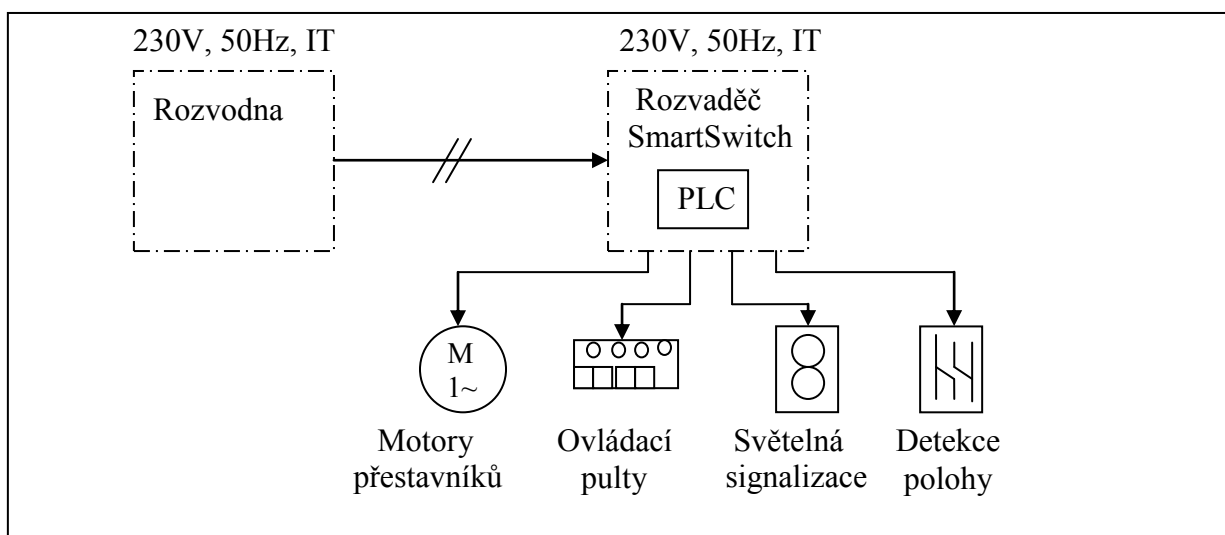 230V, 50Hz, IT
230V, 50Hz, IT
Rozvodna
Rozvaděč
SmartSwitch
PLC
M
1~
Motory
přestavníků
Ovládací
pulty
Světelná
signalizace
Detekce
polohy